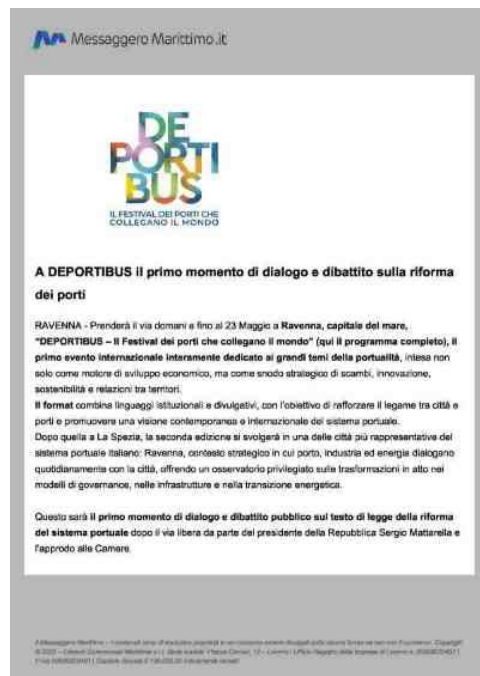 Messaggero Marittimo.it
DE
PORTI
BUS
IL FESTIVAL DEI PORTI CHE
COLLEGANO IL MONDO
A DEPORTIBUS il primo momento di dialogo e dibattito sulla riforma
dei porti
RAVENNA - Prenderà il via domani e fino al 23 Maggio a Ravenna, capitale del mare,
"DEPORTIBUS – Il Festival dei porti che collegano il mondo" (qui il programma completo), il
primo evento internazionale interamente dedicato ai grandi temi della portualità, intesa non
solo come motore di sviluppo economico, ma come snodo strategico di scambi, innovazione,
sostenibilità e relazioni tra territori.
Il format combina linguaggi istituzionali e divulgativi, con l'obiettivo di rafforzare il legame tra città e
porti e promuovere una visione contemporanea e internazionale del sistema portuale.
Dopo quella a La Spezia, la seconda edizione si svolgerà in una delle città più rappresentative del
sistema portuale italiano: Ravenna, contesto strategico in cui porto, industria ed energia dialogano
quotidianamente con la città, offrendo un osservatorio privilegiato sulle trasformazioni in atto nei
modelli di governance, nelle infrastrutture e nella transizione energetica.
Questo sarà il primo momento di dialogo e dibattito pubblico sul testo di legge della riforma
del sistema portuale dopo il via libera da parte del presidente della Repubblica Sergio Mattarella e
l'approdo alle Camere.